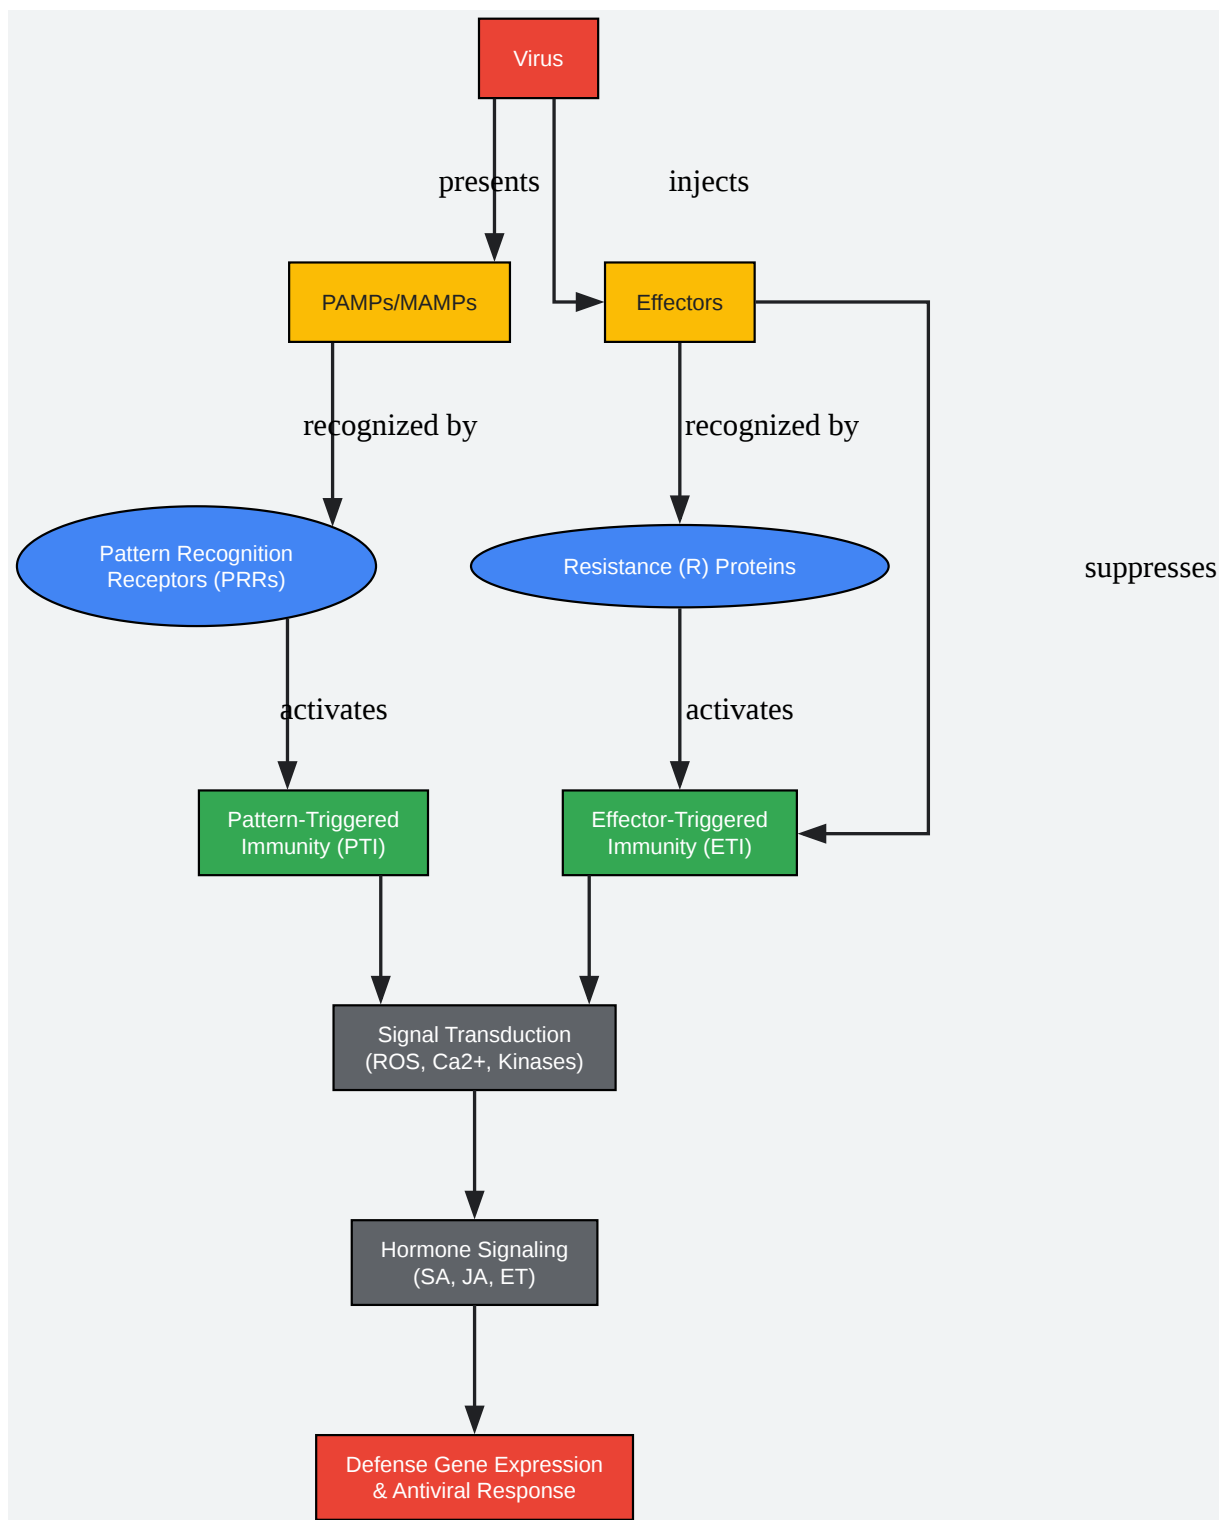 Virus
presents
injects
PAMPs/MAMPs
Effectors
recognized by
recognized by
Pattern Recognition
Receptors (PRRs)
Resistance (R) Proteins
suppresses
activates
activates
Pattern-Triggered
Immunity (PTI)
Effector-Triggered
Immunity (ETI)
Signal Transduction
(ROS, Ca2+, Kinases)
Hormone Signaling
(SA, JA, ET)
Defense Gene Expression
& Antiviral Response